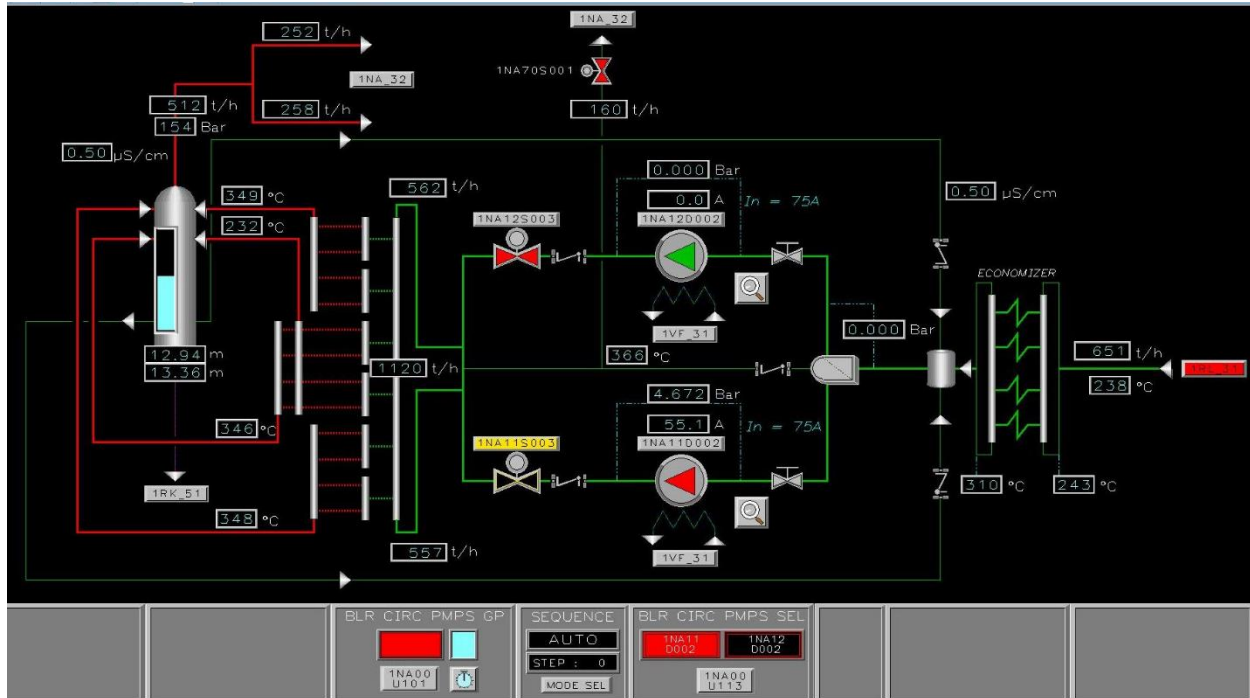 252 t/h
1NA_32
1NA_32
1NA70S001
512 t/h
258 t/h
160 t/h
154 Bar
0.50 µS/cm
349 °C
562 t/h
0.000 Bar
0.0 A
In = 75A
0.50 µS/cm
232 °C
1NA12S003
1NA12D002
ECONOMIZER
1VF_31
0.000 Bar
12.94 m
13.36 m
1120 t/h
366 °C
651 t/h
238 °C
4.672 Bar
55.1 A
In = 75A
346 °C
1NA11S003
1NA11D002
1RK_51
310 °C
243 °C
348 °C
557 t/h
1VF_31
BLR CIRC PMPS GP
1NA00
U101
SEQUENCE
AUTO
STEP : 0
MODE SEL
BLR CIRC PMPS SEL
1NA11
D002
1NA12
D002
1NA00
U113